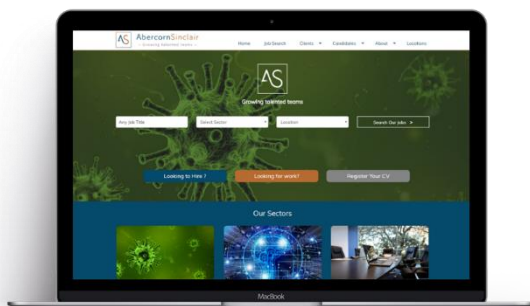 AS AbercornSinclair
— Growing talented teams —
Home Job Search Clients Candidates About Locations
AS
Growing talented teams
Any Job Title Select Sector Location Search Our Jobs >
Looking to Hire ? Looking for work? Register Your CV
Our Sectors
MacBook